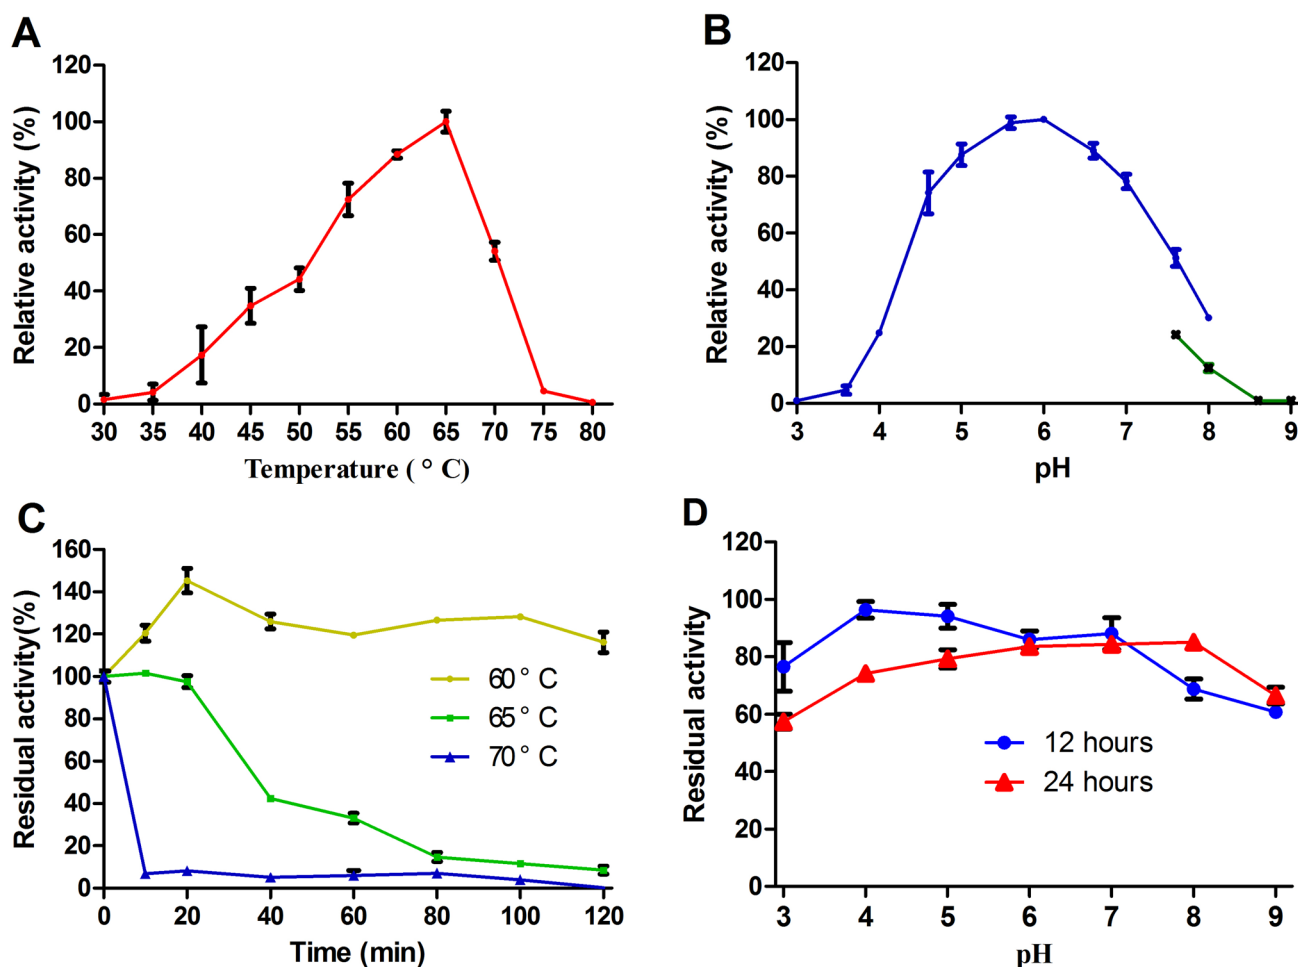 A
120
100
80
60
40
20
0
Relative activity (%)
30 35 40 45 50 55 60 65 70 75 80
Temperature ( ° C)
B
120
100
80
60
40
20
0
Relative activity (%)
3 4 5 6 7 8 9
pH
C
160
140
120
100
80
60
40
20
0
Residual activity(%)
60° C
65° C
70° C
0 20 40 60 80 100 120
Time (min)
D
120
100
80
60
40
20
0
Residual activity
12 hours
24 hours
3 4 5 6 7 8 9
pH